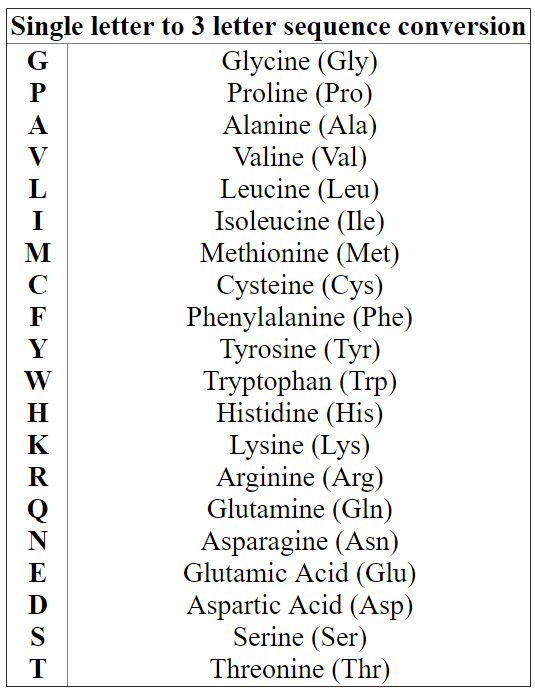 Single letter to 3 letter sequence conversion
G Glycine (Gly)
P Proline (Pro)
A Alanine (Ala)
V Valine (Val)
L Leucine (Leu)
I Isoleucine (Ile)
M Methionine (Met)
C Cysteine (Cys)
F Phenylalanine (Phe)
Y Tyrosine (Tyr)
W Tryptophan (Trp)
H Histidine (His)
K Lysine (Lys)
R Arginine (Arg)
Q Glutamine (Gln)
N Asparagine (Asn)
E Glutamic Acid (Glu)
D Aspartic Acid (Asp)
S Serine (Ser)
T Threonine (Thr)